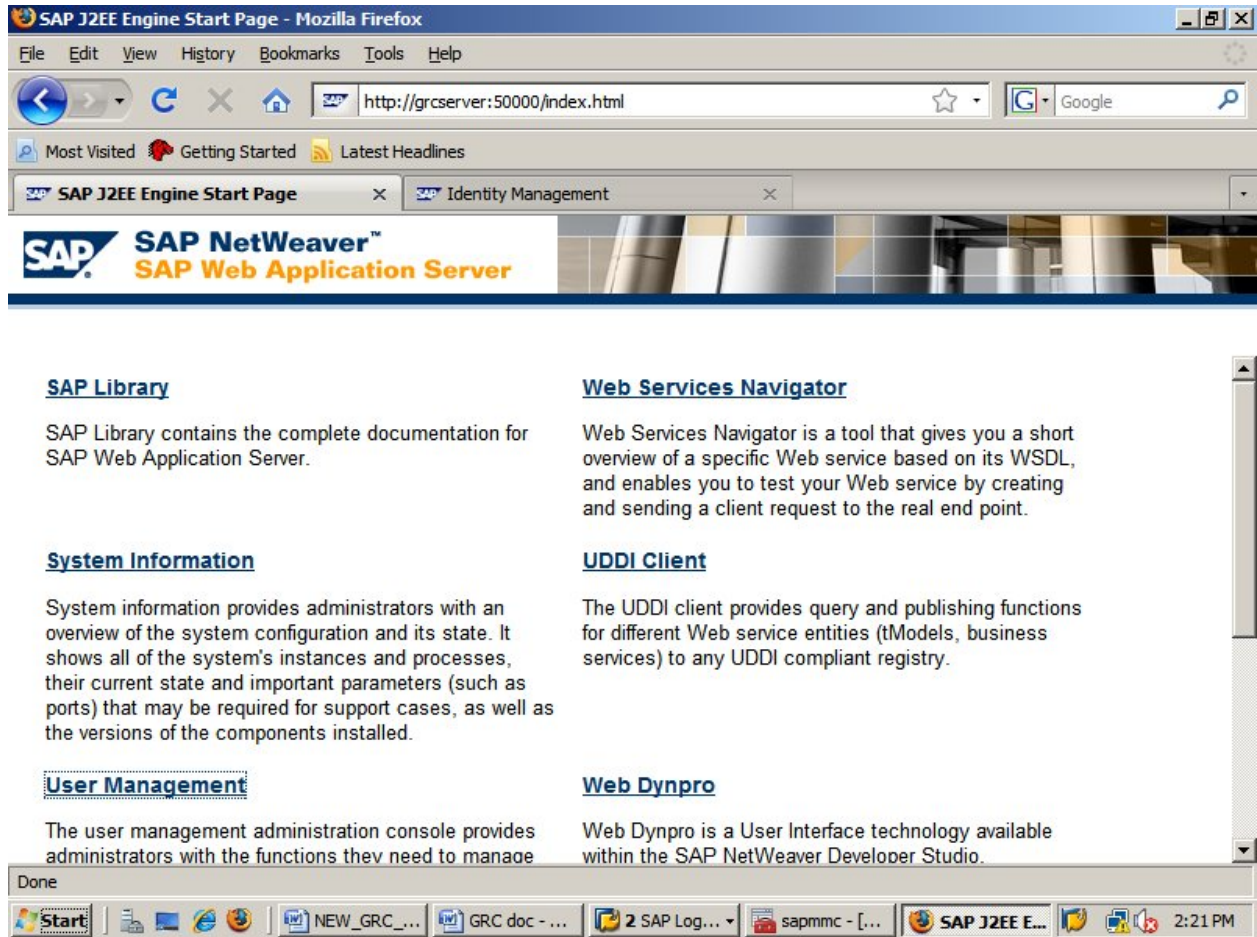 SAP J2EE Engine Start Page - Mozilla Firefox
File Edit View History Bookmarks Tools Help
http://grcserver:50000/index.html
G Google
Most Visited Getting Started Latest Headlines
SAP J2EE Engine Start Page Identity Management
SAP SAP NetWeaver™
SAP Web Application Server
SAP Library
SAP Library contains the complete documentation for
SAP Web Application Server.
Web Services Navigator
Web Services Navigator is a tool that gives you a short
overview of a specific Web service based on its WSDL,
and enables you to test your Web service by creating
and sending a client request to the real end point.
System Information
System information provides administrators with an
overview of the system configuration and its state. It
shows all of the system's instances and processes,
their current state and important parameters (such as
ports) that may be required for support cases, as well as
the versions of the components installed.
UDDI Client
The UDDI client provides query and publishing functions
for different Web service entities (tModels, business
services) to any UDDI compliant registry.
User Management
The user management administration console provides
administrators with the functions they need to manage
Web Dynpro
Web Dynpro is a User Interface technology available
within the SAP NetWeaver Developer Studio.
Done
Start NEW_GRC_... GRC doc - ... 2 SAP Log... sapmmc - [... SAP J2EE E... 2:21 PM